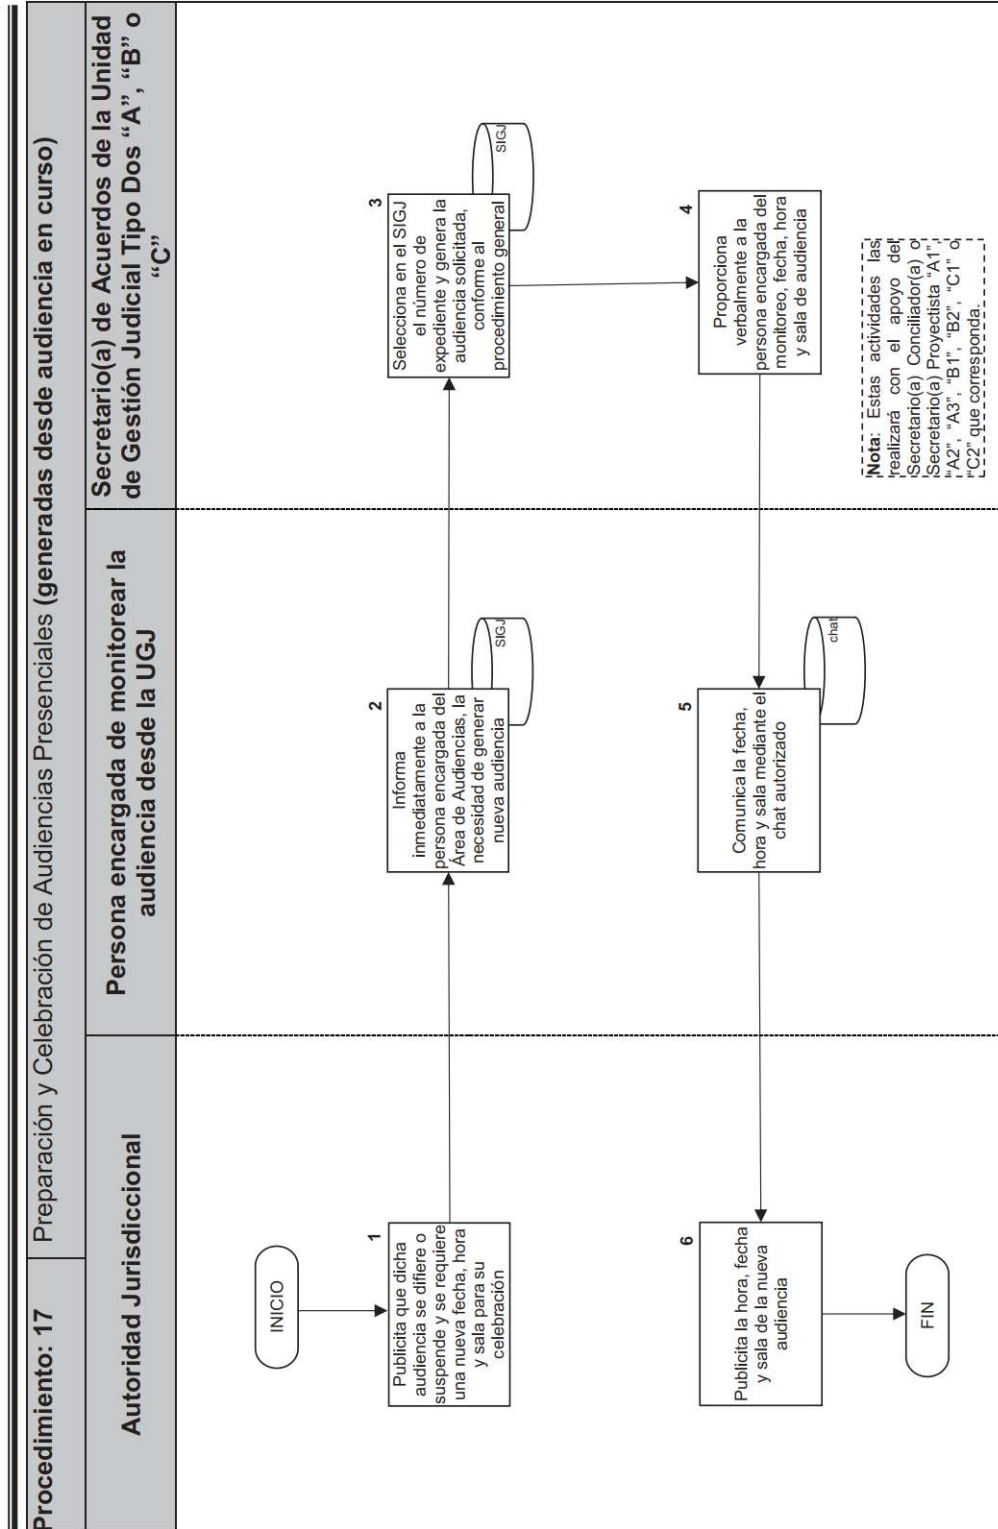 Procedimiento: 17
Preparación y Celebración de Audiencias Presenciales (generadas desde audiencia en curso)
Autoridad Jurisdiccional
Persona encargada de monitorear la
audiencia desde la UGJ
Secretario(a) de Acuerdos de la Unidad
de Gestión Judicial Tipo Dos “A”, “B” o
“C”
INICIO
1
Publicita que dicha
audiencia se difiere o
suspende y se requiere
una nueva fecha, hora
y sala para su
celebración
2
Informa
inmediatamente a la
persona encargada del
Área de Audiencias, la
necesidad de generar
nueva audiencia
SIGJ
3
Selecciona en el SIGJ
el número de
expediente y genera la
audiencia solicitada,
conforme al
procedimiento general
SIGJ
4
Proporciona
verbalmente a la
persona encargada del
monitoreo, fecha, hora
y sala de audiencia
5
Comunica la fecha,
hora y sala mediante el
chat autorizado
chat
6
Publicita la hora, fecha
y sala de la nueva
audiencia
FIN
Nota: Estas actividades las
realizará con el apoyo del
Secretario(a) Conciliador(a) o
Secretario(a) Proyectista “A1”,
“A2”, “A3”, “B1”, “B2”, “C1” o
“C2” que corresponda.